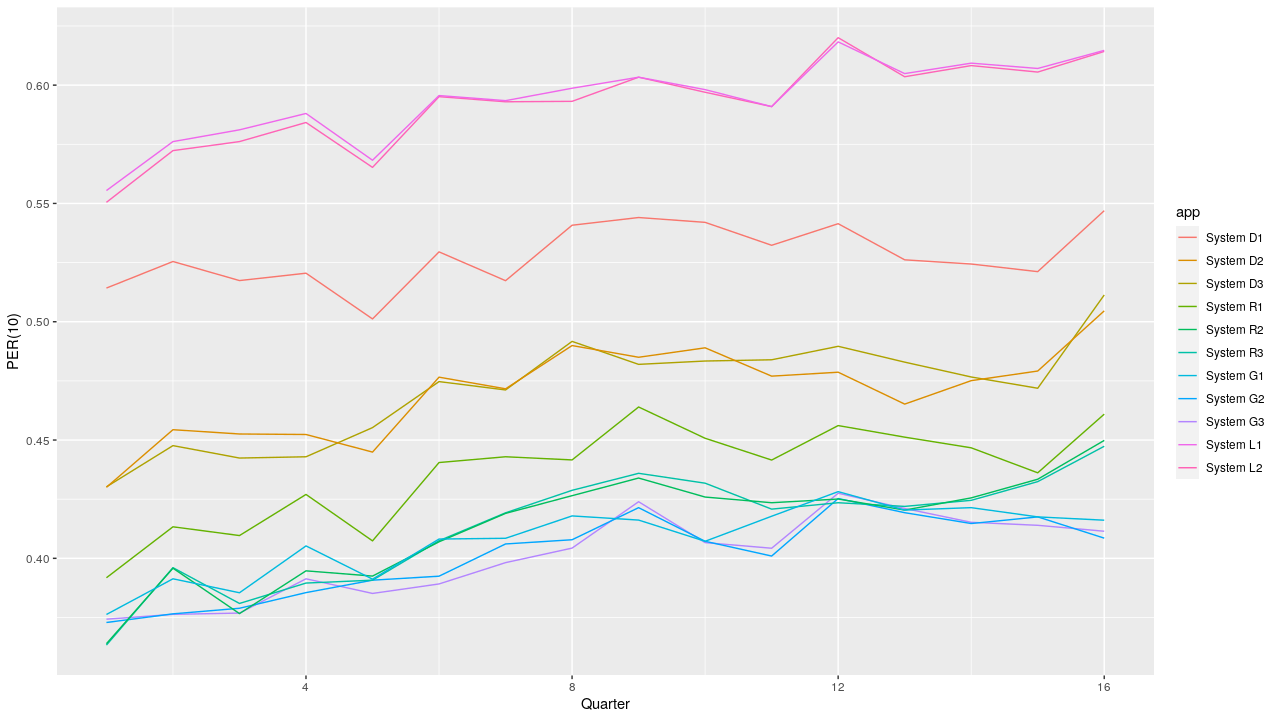 PER(10)
0.60
0.55
0.50
0.45
0.40
4
8
12
16
Quarter
app
System D1
System D2
System D3
System R1
System R2
System R3
System G1
System G2
System G3
System L1
System L2